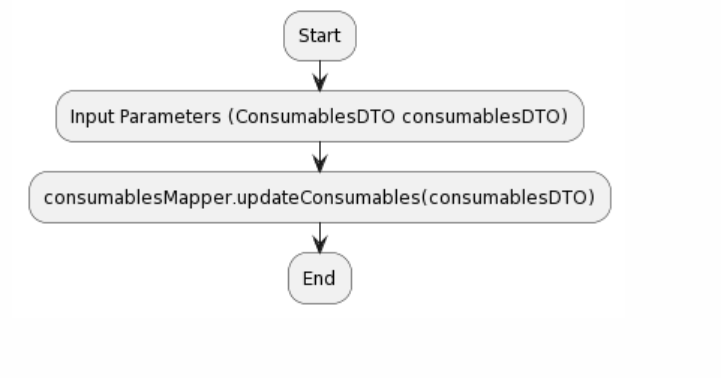 Start
Input Parameters (ConsumablesDTO consumablesDTO)
consumablesMapper.updateConsumables(consumablesDTO)
End